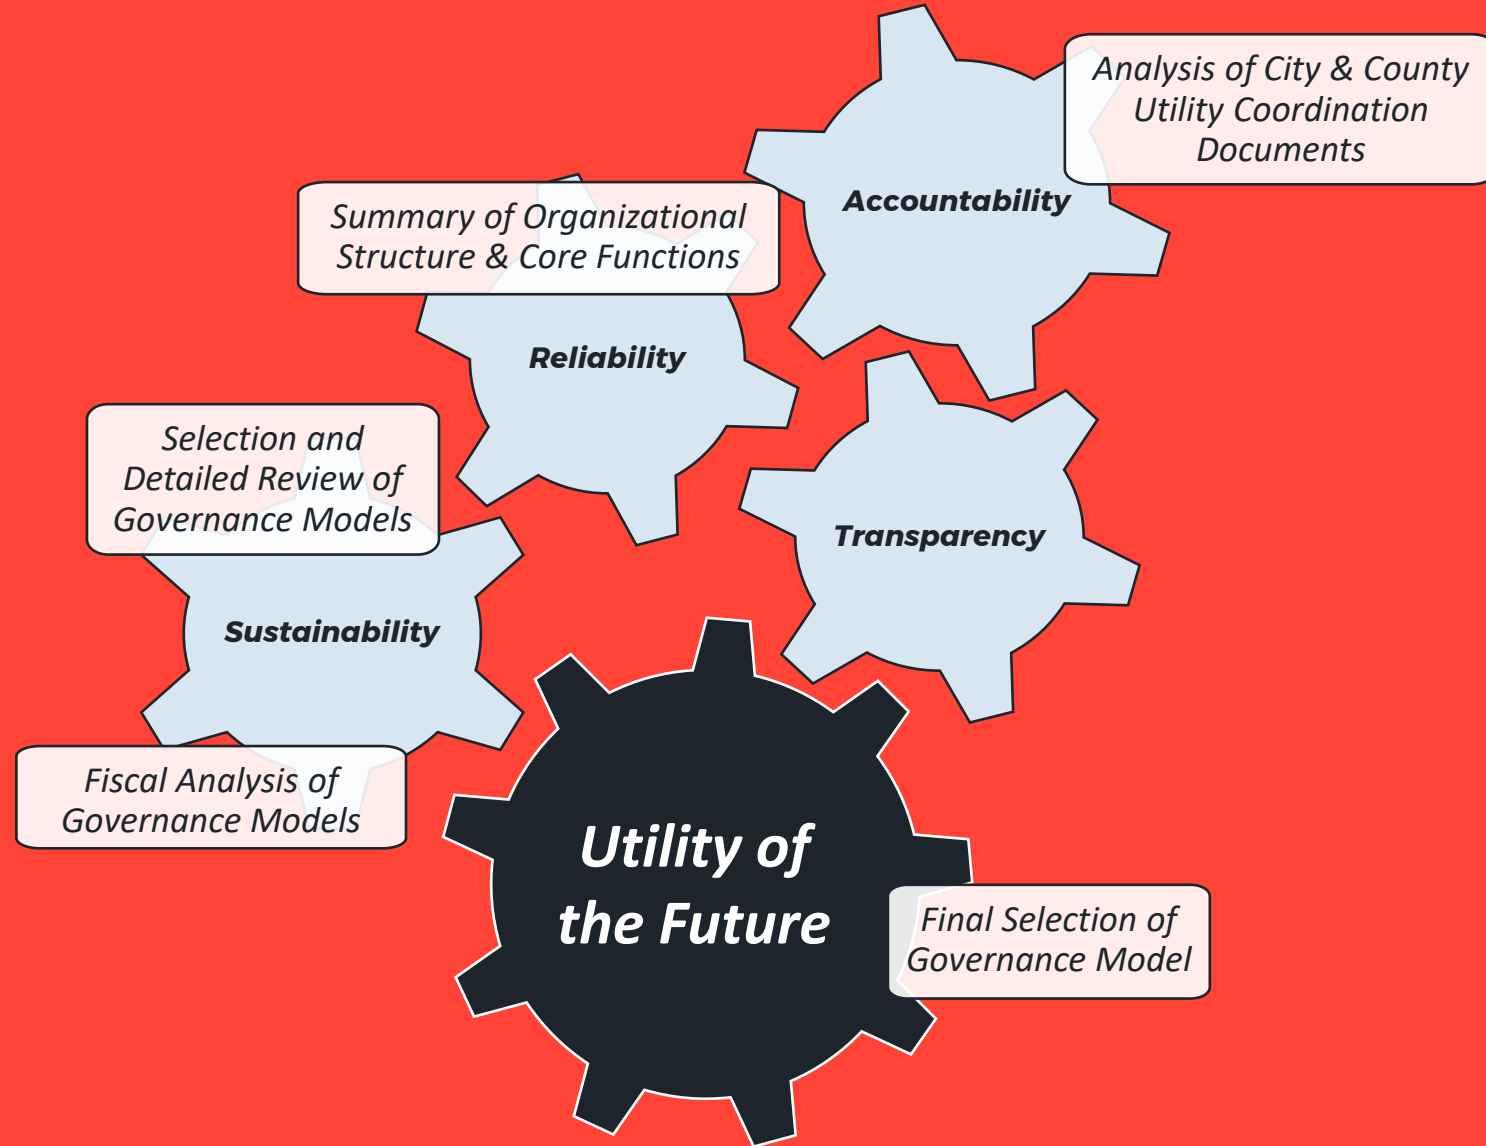 Analysis of City & County
Utility Coordination
Documents
Accountability
Summary of Organizational
Structure & Core Functions
Reliability
Selection and
Detailed Review of
Governance Models
Transparency
Sustainability
Fiscal Analysis of
Governance Models
Utility of
the Future
Final Selection of
Governance Model